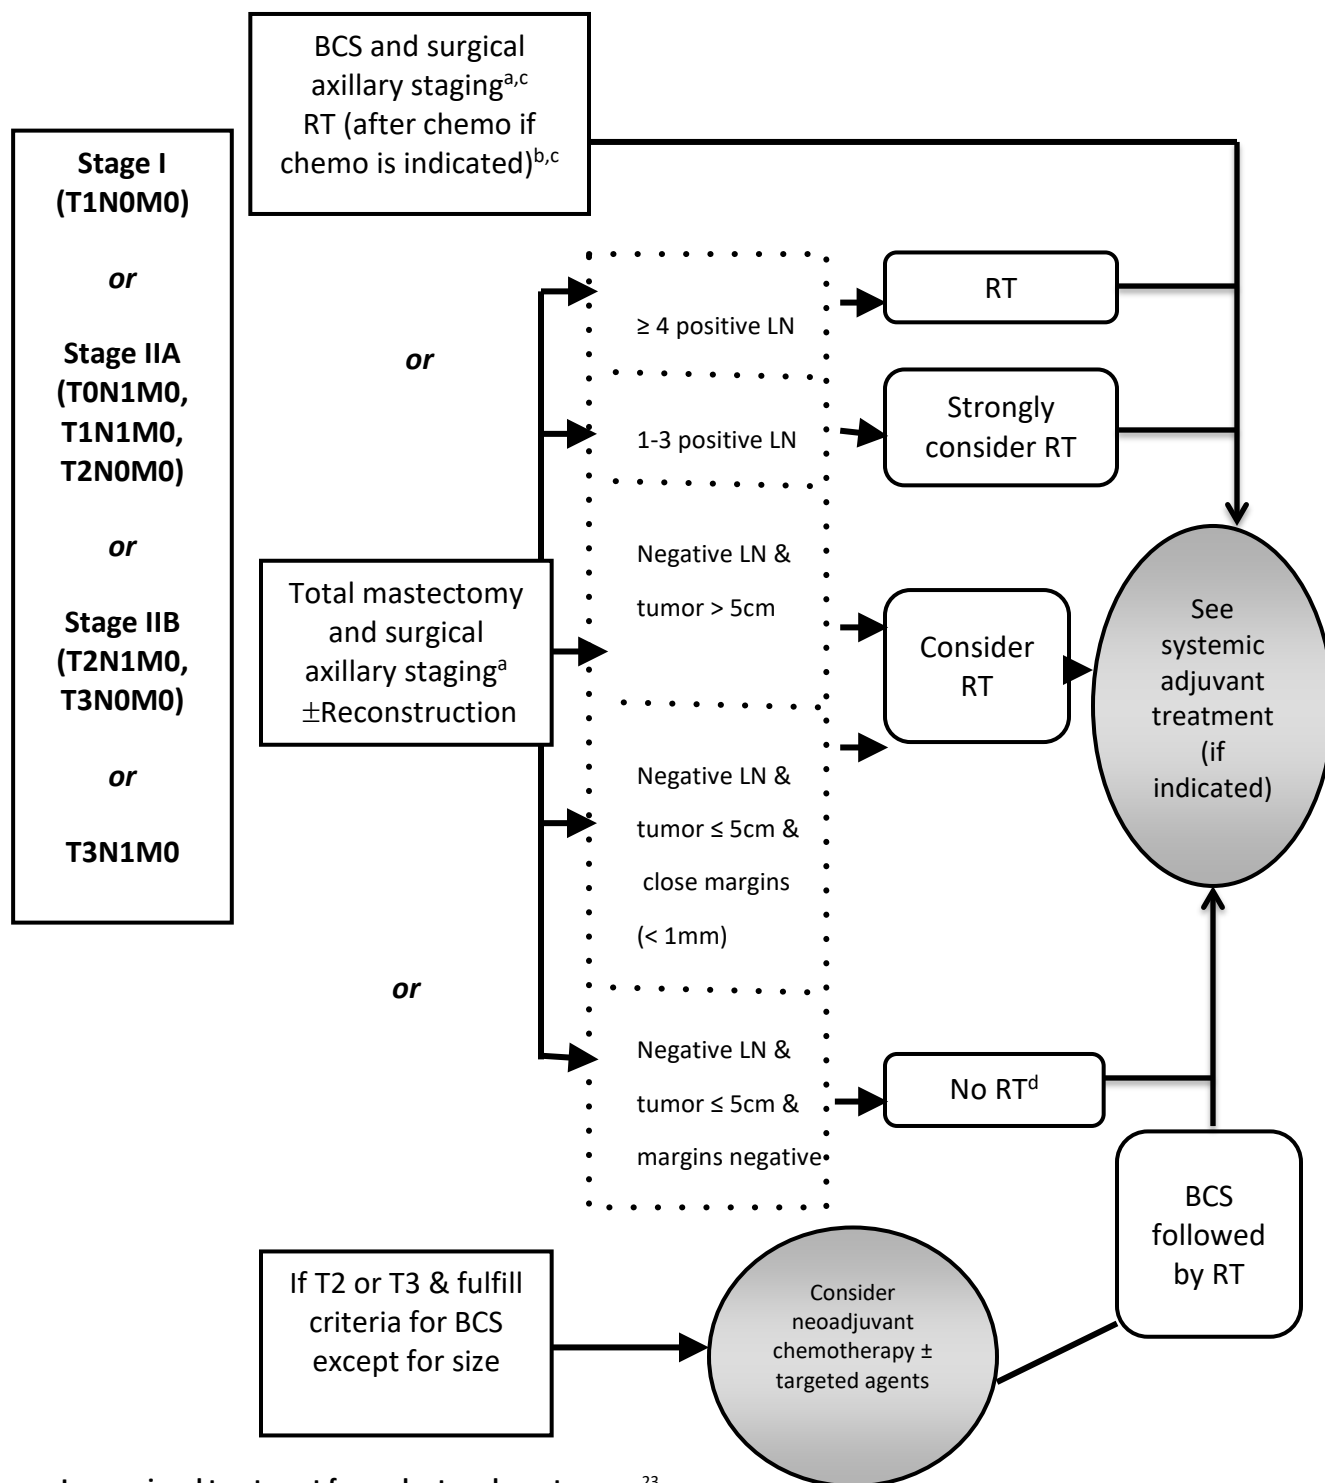 BCS and surgical
axillary staging^a,c
RT (after chemo if
chemo is indicated)^b,c
Stage I
(T1N0M0)
or
Stage IIA
(T0N1M0,
T1N1M0,
T2N0M0)
or
Stage IIB
(T2N1M0,
T3N0M0)
or
T3N1M0
or
Total mastectomy
and surgical
axillary staging^a
±Reconstruction
or
≥ 4 positive LN
1-3 positive LN
Negative LN &
tumor > 5cm
Negative LN &
tumor ≤ 5cm &
close margins
(< 1mm)
Negative LN &
tumor ≤ 5cm &
margins negative
RT
Strongly
consider RT
Consider
RT
No RT^d
See
systemic
adjuvant
treatment
(if
indicated)
If T2 or T3 & fulfill
criteria for BCS
except for size
Consider
neoadjuvant
chemotherapy ±
targeted agents
BCS
followed
by RT
23